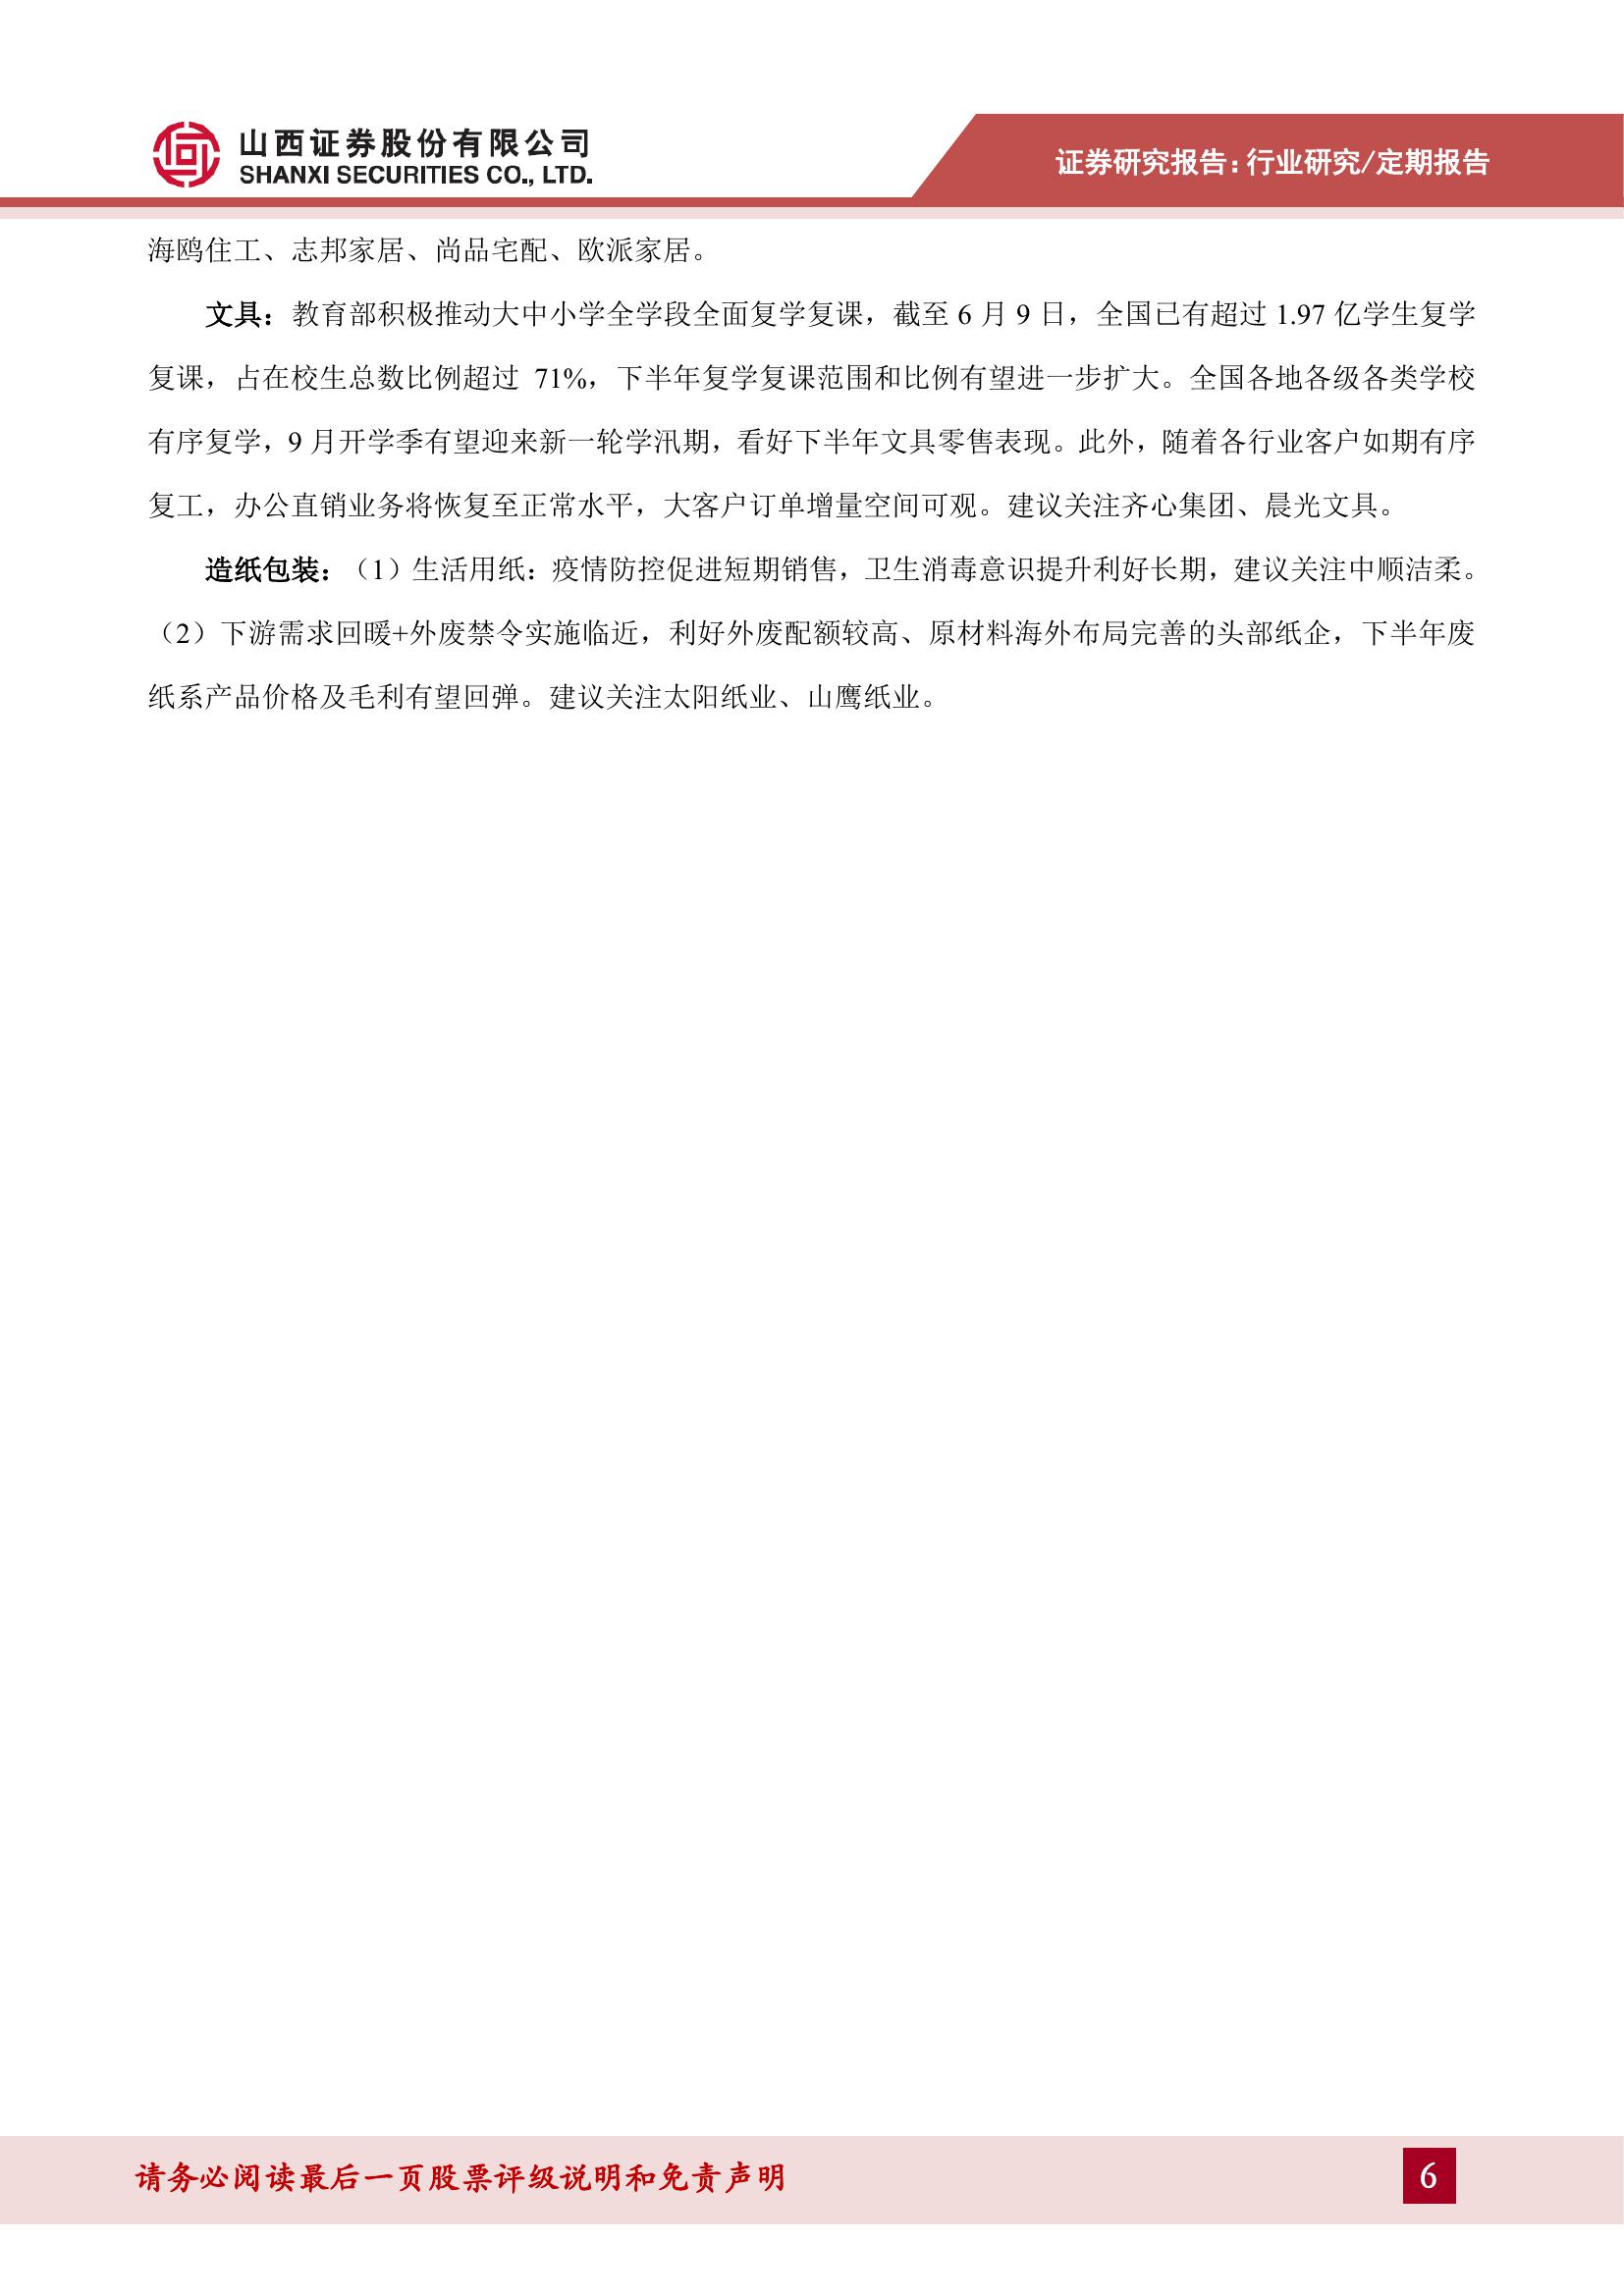 山西证券股份有限公司
SHANXI SECURITIES CO., LTD.
证券研究报告：行业研究/定期报告
海鸥住工、志邦家居、尚品宅配、欧派家居。
文具：教育部积极推动大中小学全学段全面复学复课，截至 6 月 9 日，全国已有超过 1.97 亿学生复学
复课，占在校生总数比例超过 71%，下半年复学复课范围和比例有望进一步扩大。全国各地各级各类学校
有序复学，9 月开学季有望迎来新一轮学汛期，看好下半年文具零售表现。此外，随着各行业客户如期有序
复工，办公直销业务将恢复至正常水平，大客户订单增量空间可观。建议关注齐心集团、晨光文具。
造纸包装：（1）生活用纸：疫情防控促进短期销售，卫生消毒意识提升利好长期，建议关注中顺洁柔。
（2）下游需求回暖+外废禁令实施临近，利好外废配额较高、原材料海外布局完善的头部纸企，下半年废
纸系产品价格及毛利有望回弹。建议关注太阳纸业、山鹰纸业。
请务必阅读最后一页股票评级说明和免责声明
6